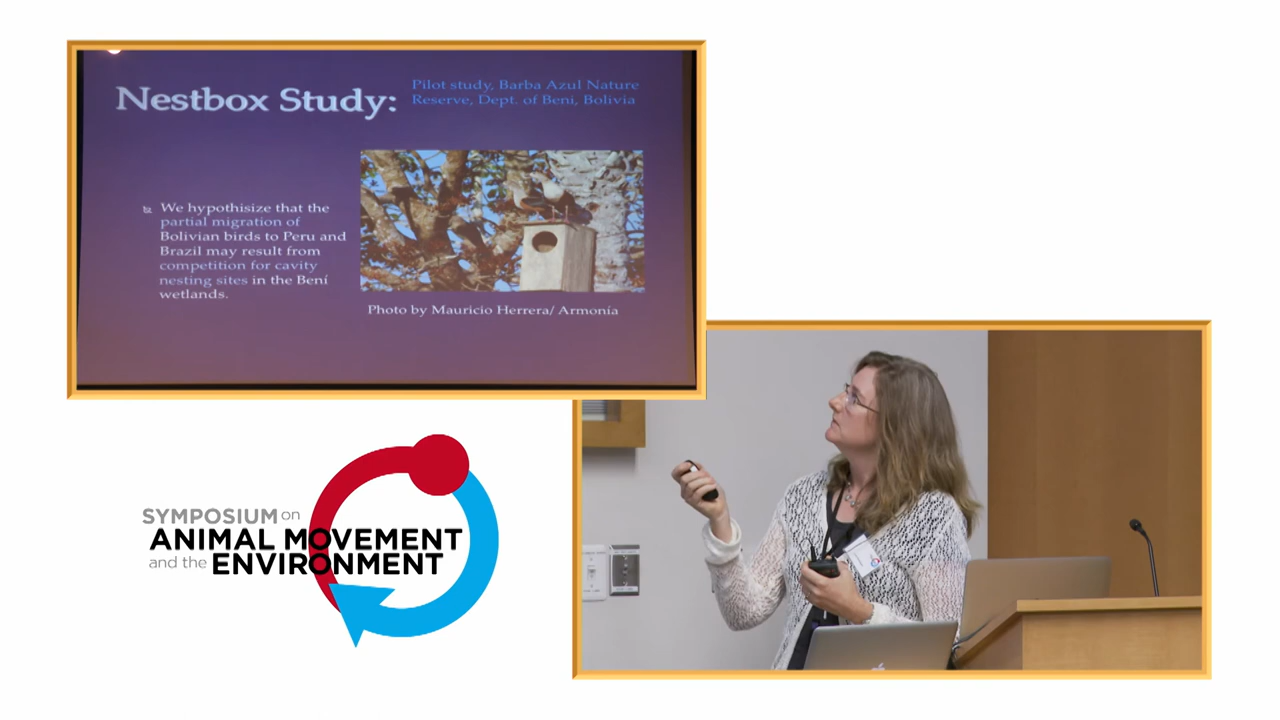 Nestbox Study:
Pilot study, Barba Azul Nature
Reserve, Dept. of Beni, Bolivia
We hypothisize that the
partial migration of
Bolivian birds to Peru and
Brazil may result from
competition for cavity
nesting sites in the Bení
wetlands.
Photo by Mauricio Herrera/ Armonía
SYMPOSIUM on
ANIMAL MOVEMENT
and the ENVIRONMENT